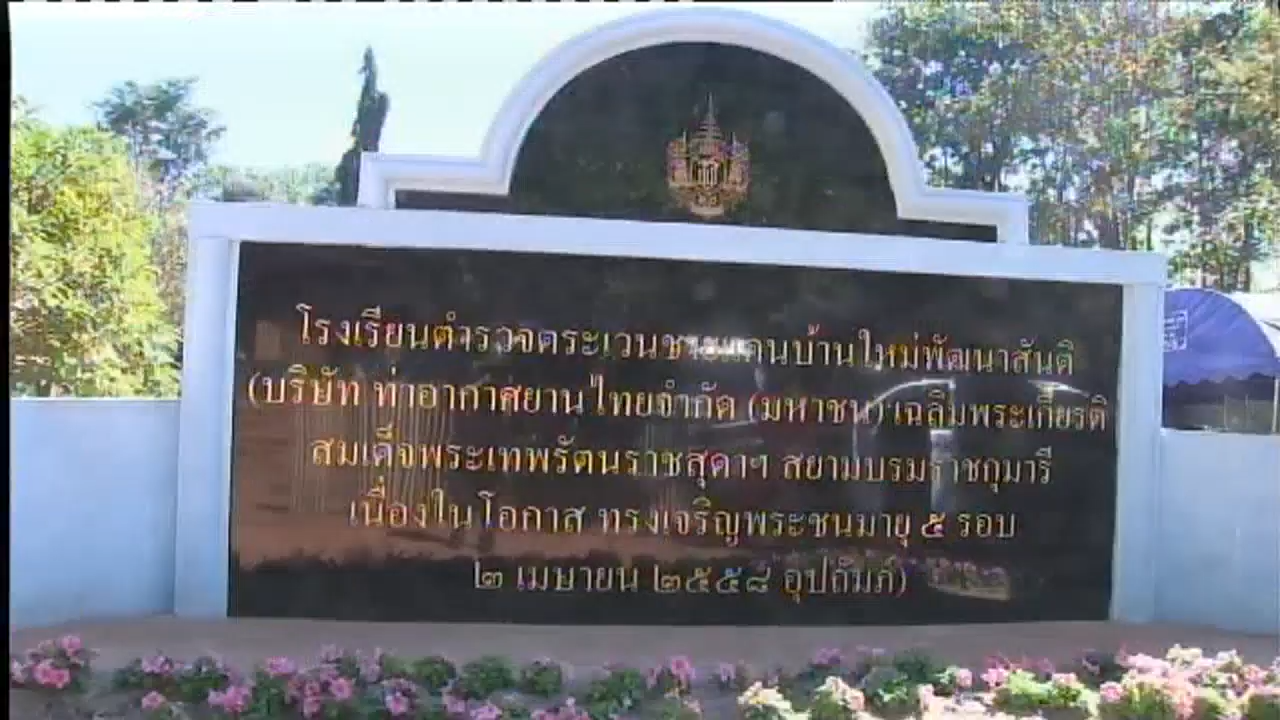 โรงเรียนตำรวจตระเวนชายแดนบ้านใหม่พัฒนาสันติ
(บริษัท ท่าอากาศยานไทยจำกัด (มหาชน) เฉลิมพระเกียรติ
สมเด็จพระเทพรัตนราชสุดาฯ สยามบรมราชกุมารี
เนื่องในโอกาส ทรงเจริญพระชนมายุ ๕ รอบ
๒ เมษายน ๒๕๕๘ อุปถัมภ์)